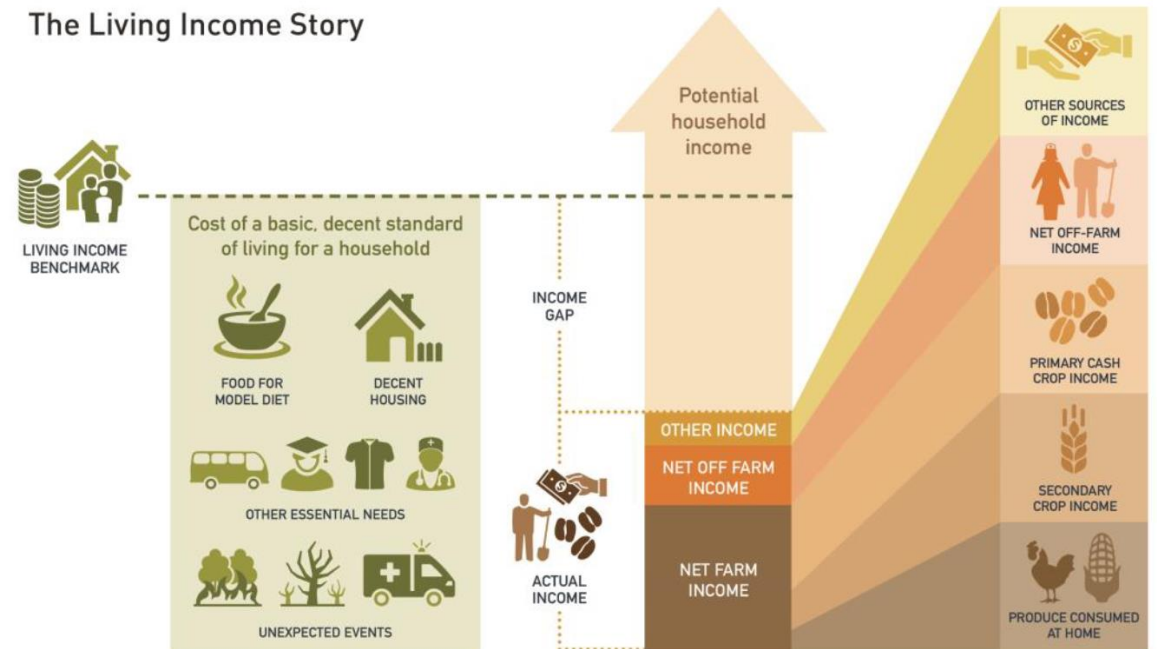 The Living Income Story
LIVING INCOME
BENCHMARK
Cost of a basic, decent standard
of living for a household
FOOD FOR
MODEL DIET
DECENT
HOUSING
OTHER ESSENTIAL NEEDS
UNEXPECTED EVENTS
INCOME
GAP
ACTUAL
INCOME
Potential
household
income
OTHER INCOME
NET OFF FARM
INCOME
NET FARM
INCOME
$
OTHER SOURCES
OF INCOME
NET OFF-FARM
INCOME
PRIMARY CASH
CROP INCOME
SECONDARY
CROP INCOME
PRODUCE CONSUMED
AT HOME